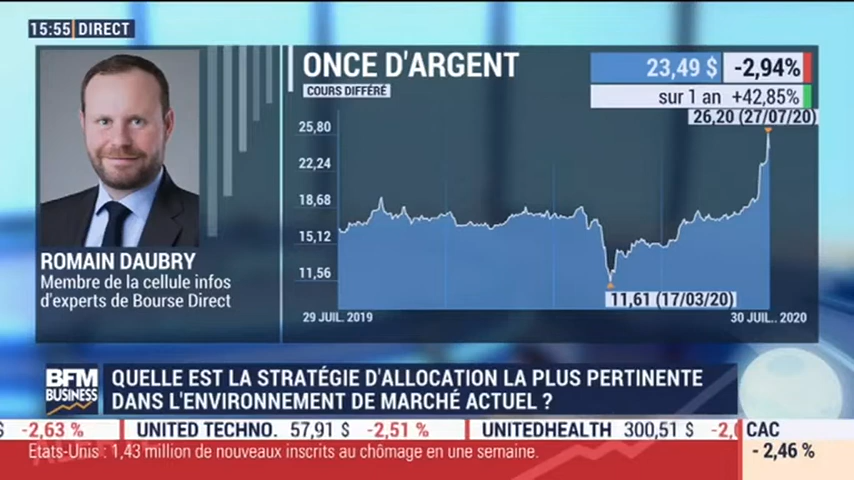 15:55 DIRECT
ONCE D'ARGENT
COURS DIFFÉRÉ
23,49 $ -2,94%
sur 1 an +42,85%
26,20 (27/07/20)
25,80
22,24
18,68
15,12
11,56
11,61 (17/03/20)
29 JUIL. 2019
30 JUIL.. 2020
ROMAIN DAUBRY
Membre de la cellule infos
d'experts de Bourse Direct
BFM
BUSINESS
QUELLE EST LA STRATÉGIE D'ALLOCATION LA PLUS PERTINENTE
DANS L'ENVIRONNEMENT DE MARCHÉ ACTUEL ?
$ -2,63 % UNITED TECHNO. 57,91 $ -2,51 % UNITEDHEALTH 300,51 $
CAC
- 2,46 %
Etats-Unis : 1,43 million de nouveaux inscrits au chômage en une semaine.